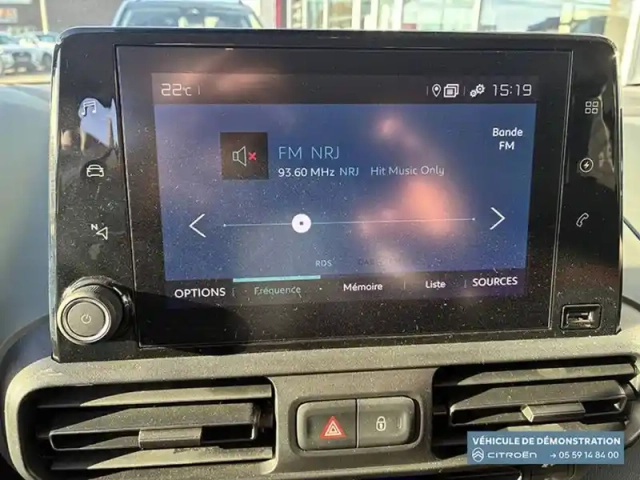 22°C
15:19
Bande
FM
FM NRJ
93.60 MHz NRJ Hit Music Only
RDS
OPTIONS Fréquence Mémoire Liste SOURCES
N
VÉHICULE DE DÉMONSTRATION
CITROËN 05 59 14 84 00